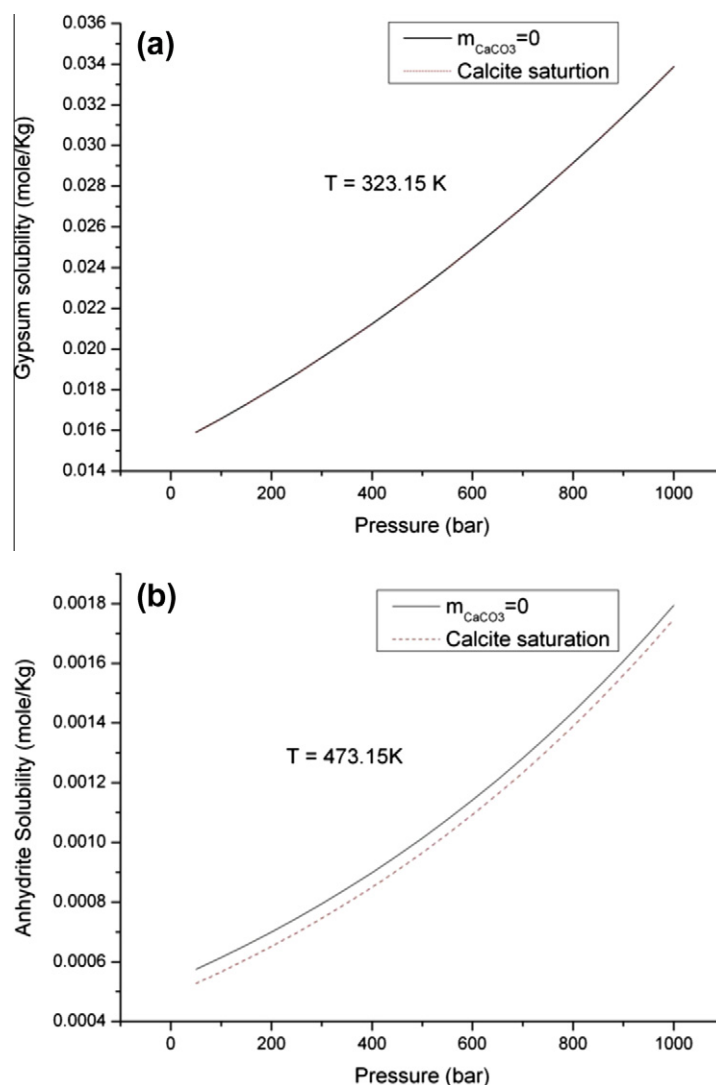 (a)
m_CaCO3=0
Calcite saturtion
T = 323.15 K
Gypsum solubility (mole/Kg)
0.036
0.034
0.032
0.030
0.028
0.026
0.024
0.022
0.020
0.018
0.016
0.014
0 200 400 600 800 1000
Pressure (bar)
(b)
m_CaCO3=0
Calcite saturation
T = 473.15K
Anhydrite Solubility (mole/Kg)
0.0018
0.0016
0.0014
0.0012
0.0010
0.0008
0.0006
0.0004
0 200 400 600 800 1000
Pressure (bar)